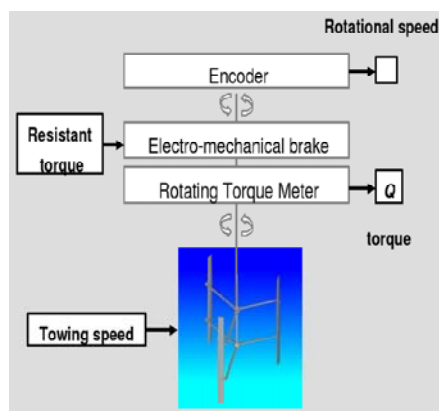 Rotational speed
Encoder
Resistant
torque
Electro-mechanical brake
Rotating Torque Meter
Q
torque
Towing speed